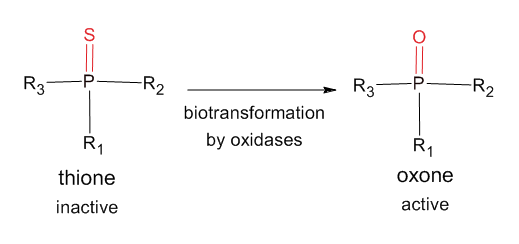 S
R3 P R2
R1
thione
inactive
biotransformation
by oxidases
O
R3 P R2
R1
oxone
active